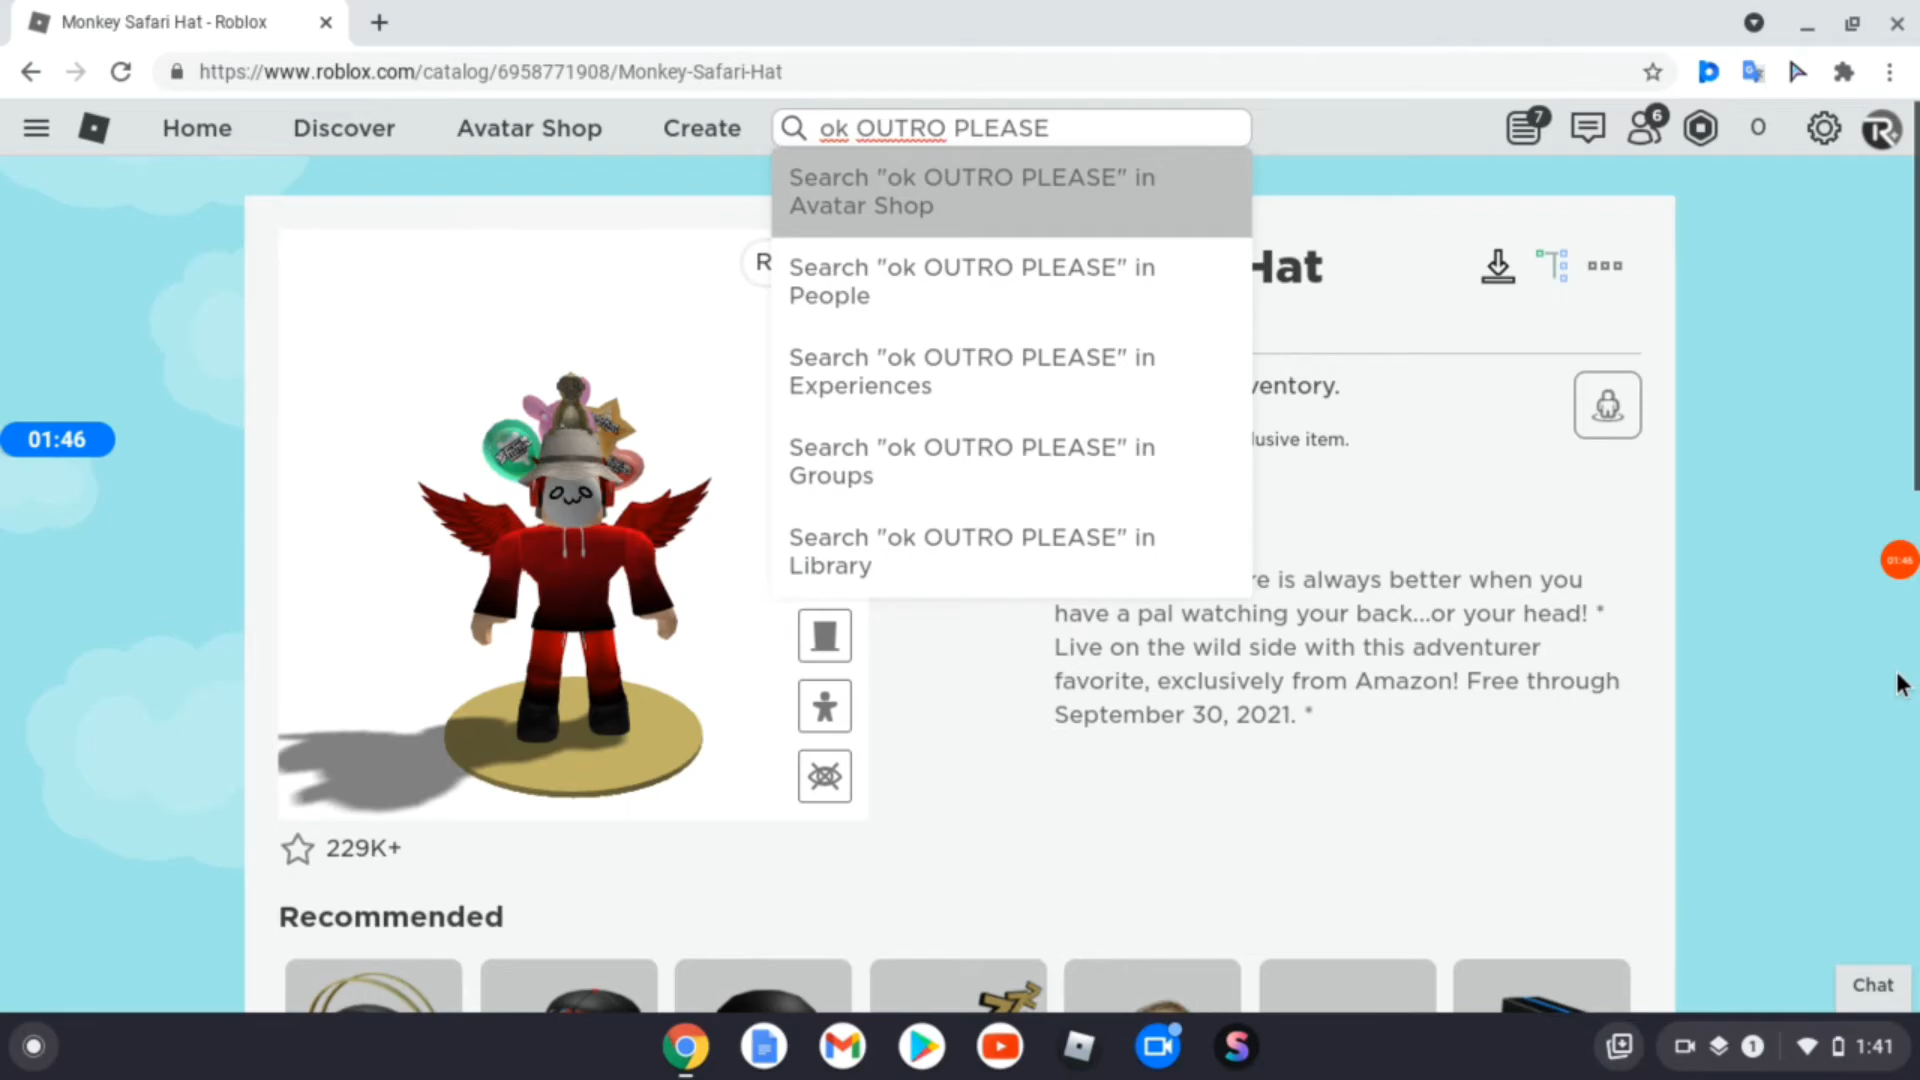 Monkey Safari Hat - Roblox
https://www.roblox.com/catalog/6958771908/Monkey-Safari-Hat
Home
Discover
Avatar Shop
Create
ok OUTRO PLEASE
7
6
0
Search "ok OUTRO PLEASE" in
Avatar Shop
Search "ok OUTRO PLEASE" in
People
Search "ok OUTRO PLEASE" in
Experiences
Search "ok OUTRO PLEASE" in
Groups
Search "ok OUTRO PLEASE" in
Library
R
Hat
ventory.
lusive item.
01:46
01:46
re is always better when you
have a pal watching your back...or your head! *
Live on the wild side with this adventurer
favorite, exclusively from Amazon! Free through
September 30, 2021. *
229K+
Recommended
Chat
1
1:41